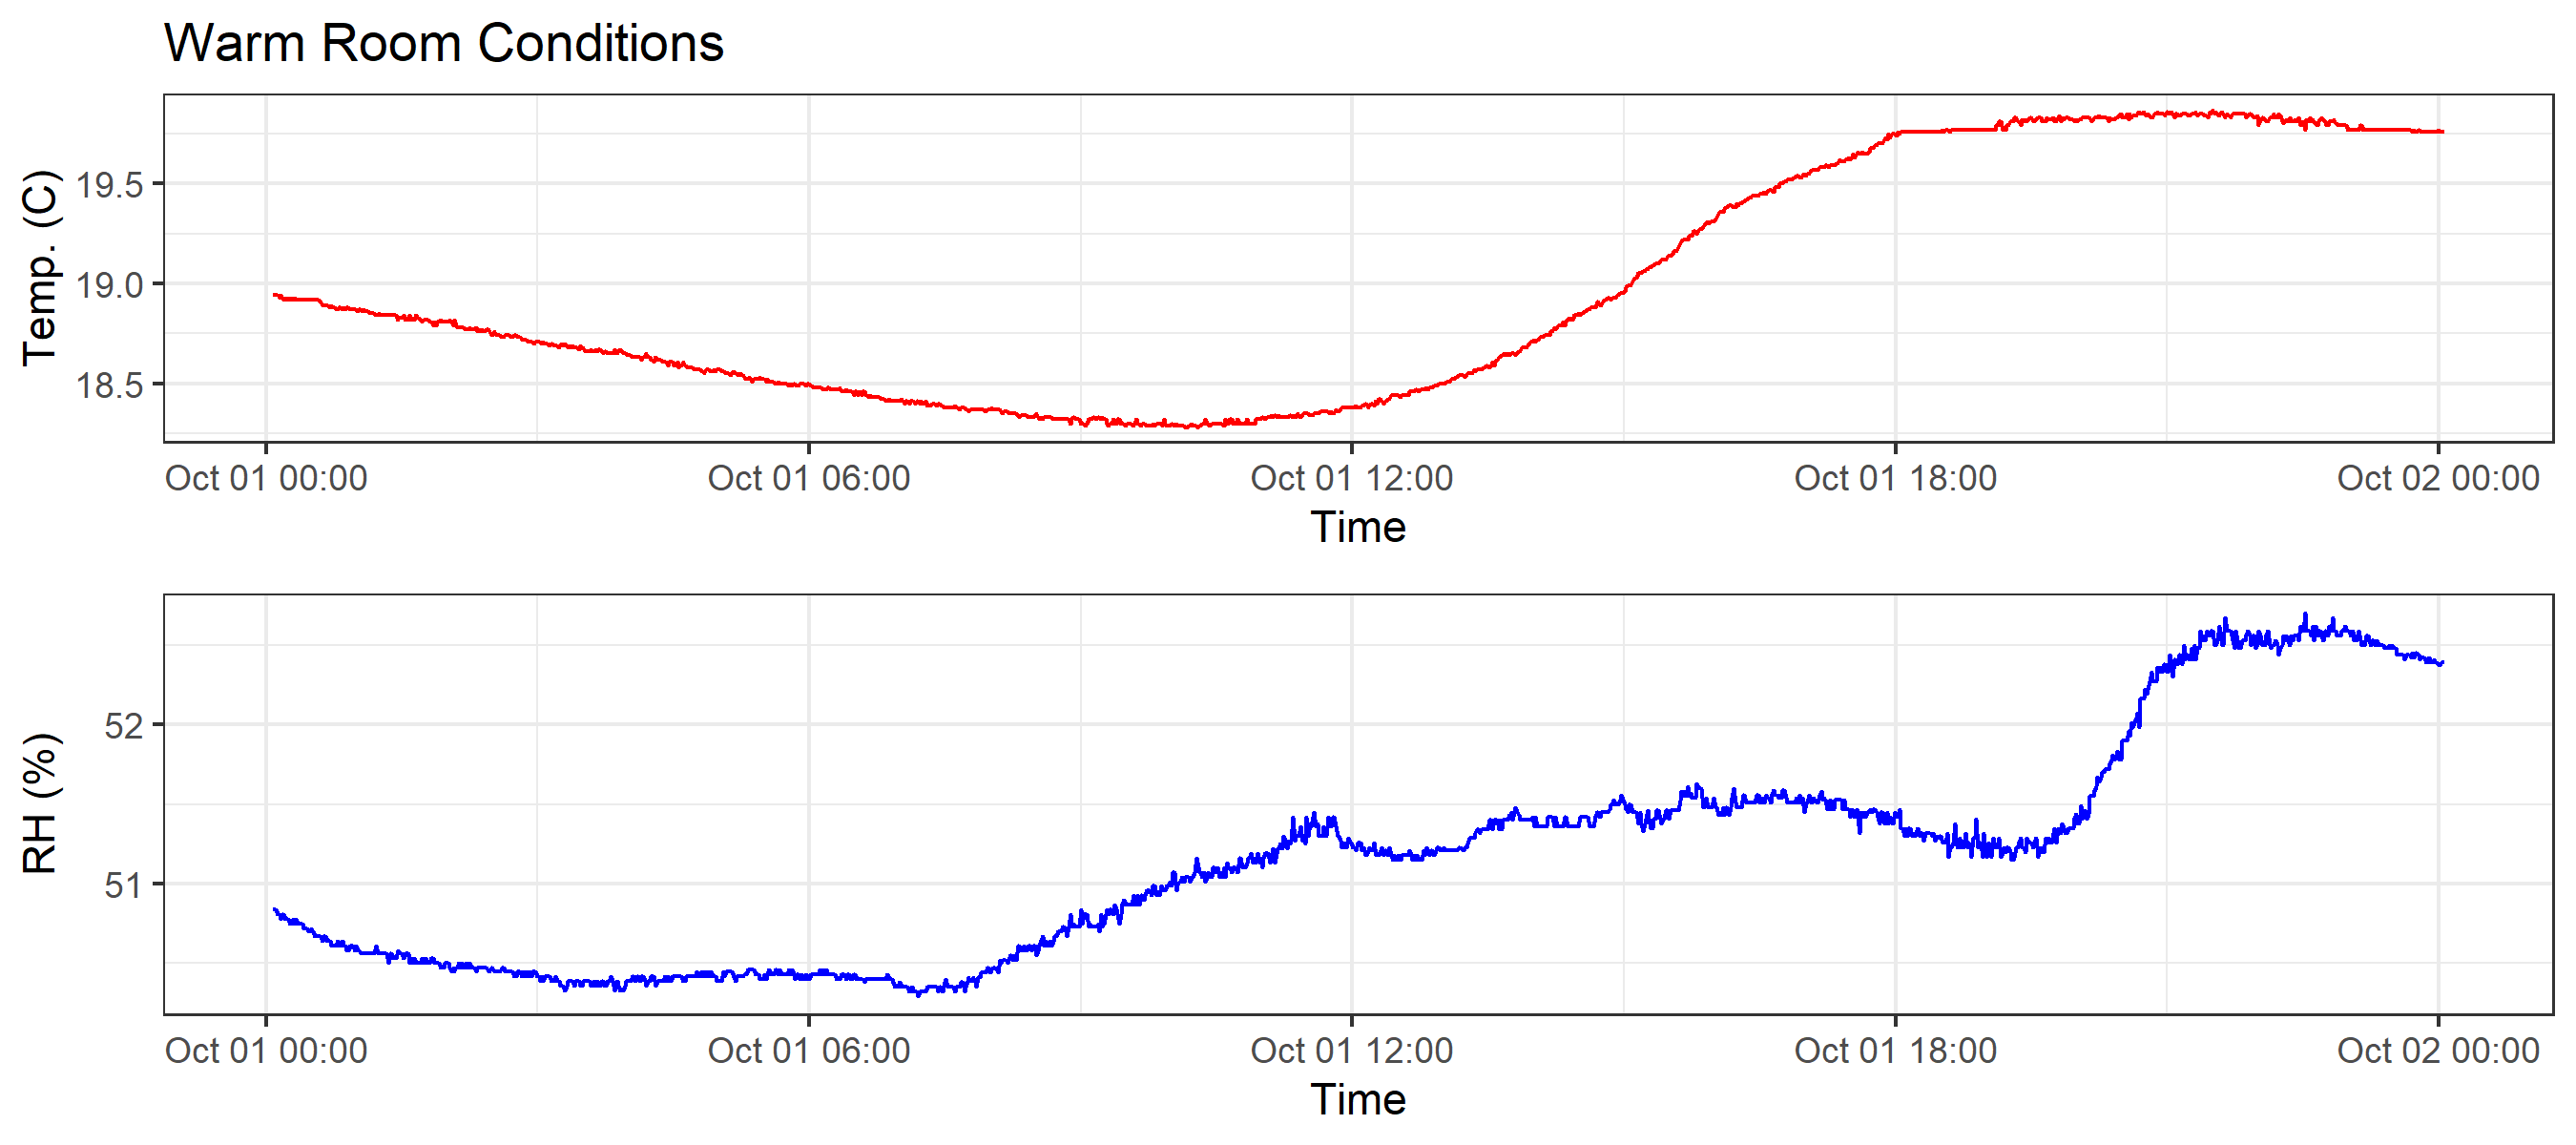 Warm Room Conditions
Temp. (C)
19.5
19.0
18.5
Oct 01 00:00 Oct 01 06:00 Oct 01 12:00 Oct 01 18:00 Oct 02 00:00
Time
RH (%)
52
51
Oct 01 00:00 Oct 01 06:00 Oct 01 12:00 Oct 01 18:00 Oct 02 00:00
Time